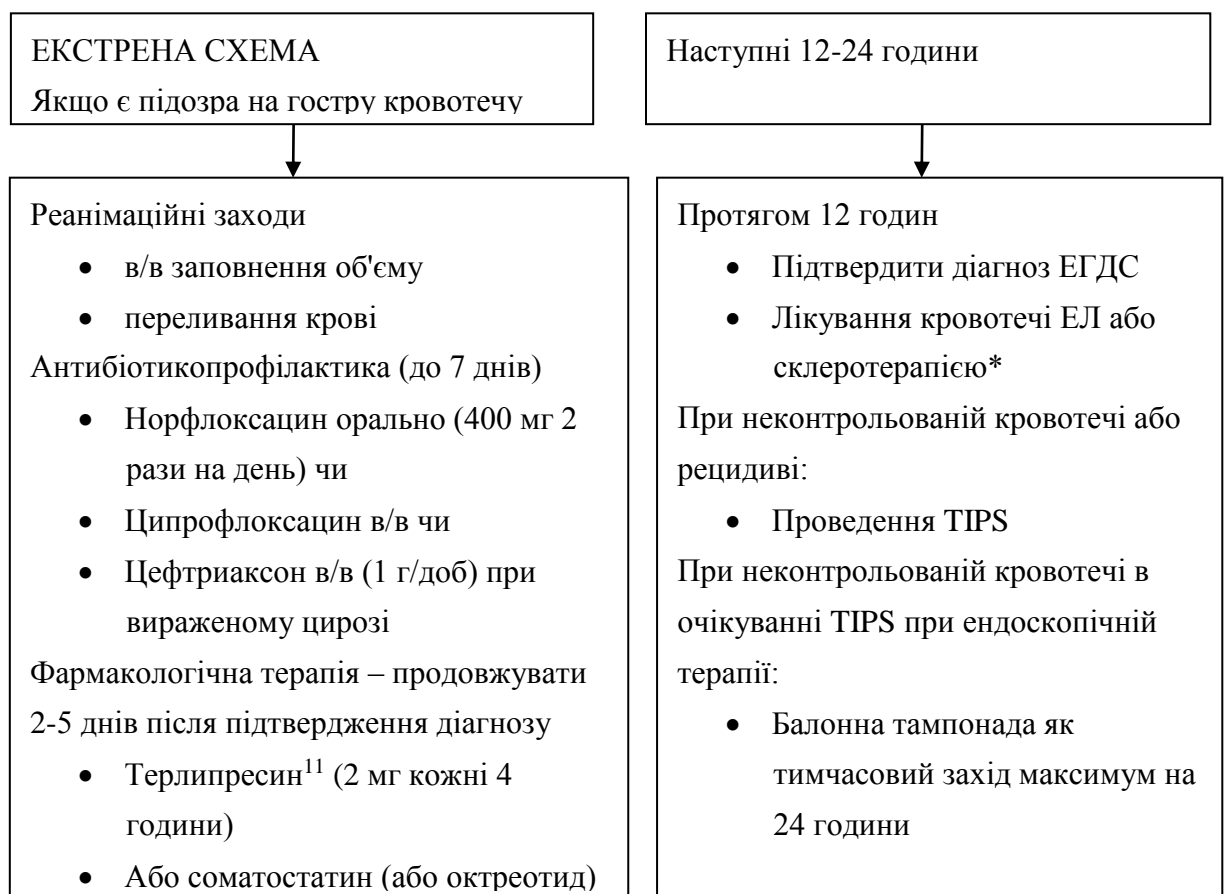 ЕКСТРЕНА СХЕМА
Якщо є підозра на гостру кровотечу
Наступні 12-24 години
Реанімаційні заходи
• в/в заповнення об'єму
• переливання крові
Антибіотикопрофілактика (до 7 днів)
• Норфлоксацин орально (400 мг 2
рази на день) чи
• Ципрофлоксацин в/в чи
• Цефтриаксон в/в (1 г/доб) при
вираженому цирозі
Фармакологічна терапія – продовжувати
2-5 днів після підтвердження діагнозу
• Терлипресин¹¹ (2 мг кожні 4
години)
• Або соматостатин (або октреотид)
Протягом 12 годин
• Підтвердити діагноз ЕГДС
• Лікування кровотечі ЕЛ або
склеротерапією*
При неконтрольованій кровотечі або
рецидиві:
• Проведення TIPS
При неконтрольованій кровотечі в
очікуванні TIPS при ендоскопічній
терапії:
• Балонна тампонада як
тимчасовий захід максимум на
24 години